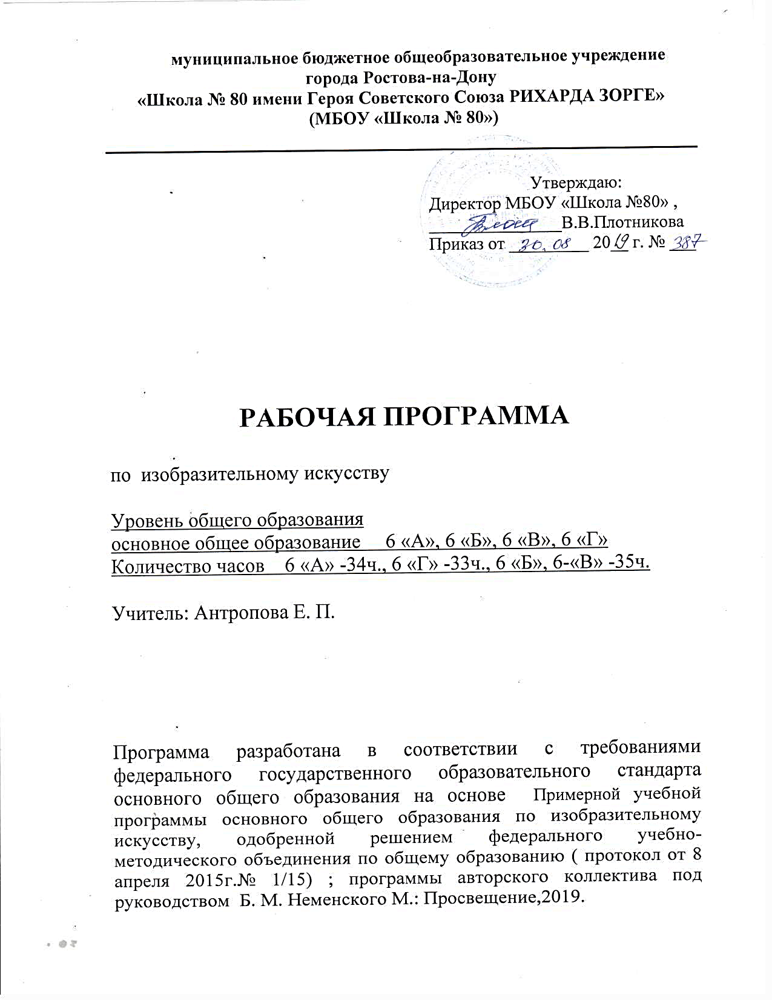 муниципальное бюджетное общеобразовательное учреждение
города Ростова-на-Дону
«Школа № 80 имени Героя Советского Союза РИХАРДА ЗОРГЕ»
(МБОУ «Школа № 80»)
Утверждаю:
Директор МБОУ «Школа №80» ,
В.В.Плотникова
Приказ от 30.08 2019 г. № 387
РАБОЧАЯ ПРОГРАММА
по изобразительному искусству
Уровень общего образования
основное общее образование 6 «А», 6 «Б», 6 «В», 6 «Г»
Количество часов 6 «А» -34ч., 6 «Г» -33ч., 6 «Б», 6-«В» -35ч.
Учитель: Антропова Е. П.
Программа разработана в соответствии с требованиями
федерального государственного образовательного стандарта
основного общего образования на основе Примерной учебной
программы основного общего образования по изобразительному
искусству, одобренной решением федерального учебно-
методического объединения по общему образованию ( протокол от 8
апреля 2015г.№ 1/15) ; программы авторского коллектива под
руководством Б. М. Неменского М.: Просвещение,2019.